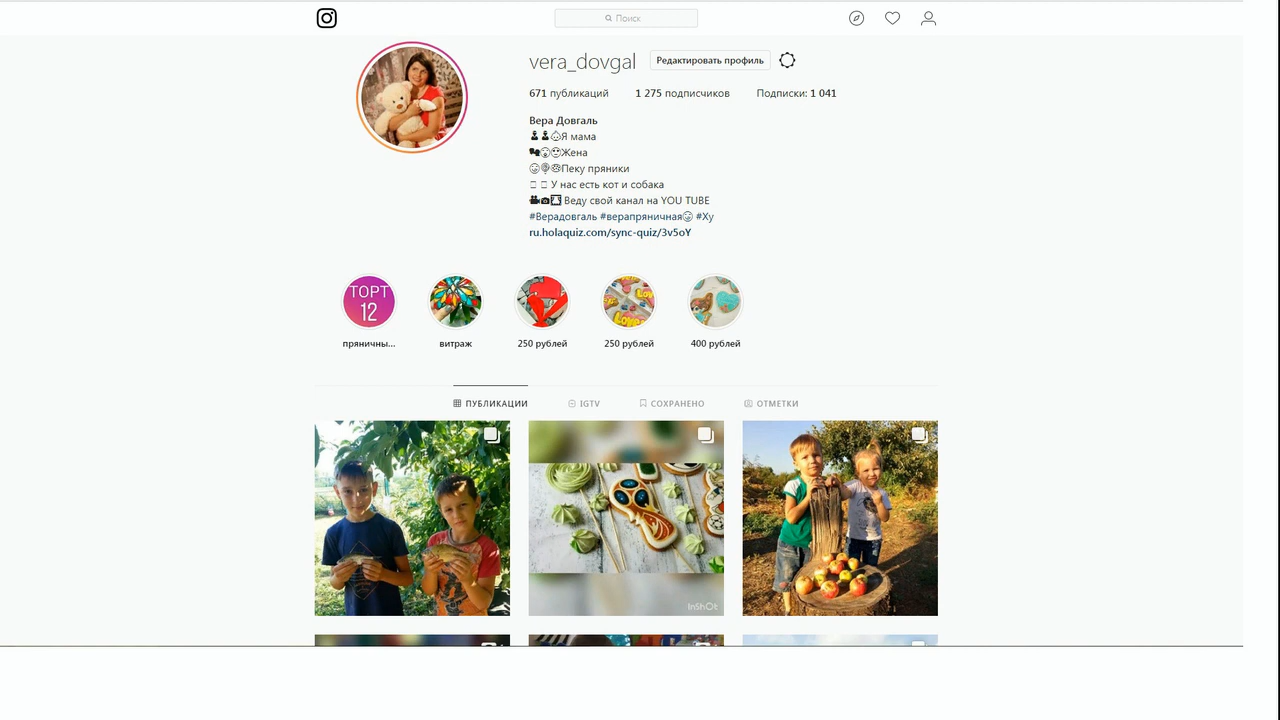 Поиск
vera_dovgal Редактировать профиль
671 публикаций 1 275 подписчиков Подписки: 1 041
Вера Довгаль
Я мама
Жена
Пеку пряники
У нас есть кот и собака
Веду свой канал на YOU TUBE
#Верадовгаль #верапряничная #Ху
ru.holaquiz.com/sync-quiz/3v5oY
ТОРТ
12
Love
Love
пряничны... витраж 250 рублей 250 рублей 400 рублей
ПУБЛИКАЦИИ IGTV СОХРАНЕНО ОТМЕТКИ
InShOt